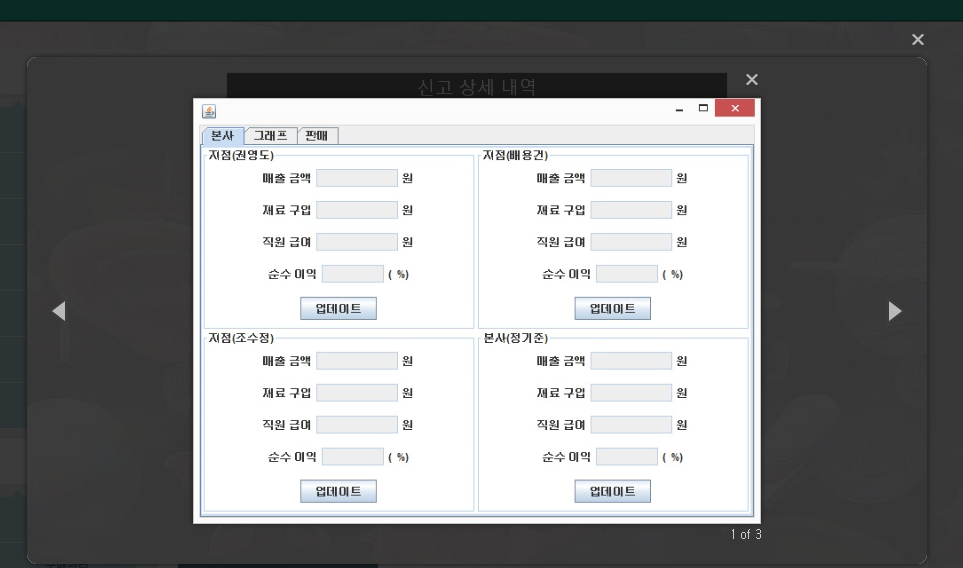 신고 상세 내역
본사 그래프 판매
지점(권영도)
매출 금액 원
재료 구입 원
직원 급여 원
순수 이익 ( %)
업데이트
지점(배용건)
매출 금액 원
재료 구입 원
직원 급여 원
순수 이익 ( %)
업데이트
지점(조수정)
매출 금액 원
재료 구입 원
직원 급여 원
순수 이익 ( %)
업데이트
본사(정기준)
매출 금액 원
재료 구입 원
직원 급여 원
순수 이익 ( %)
업데이트
1 of 3